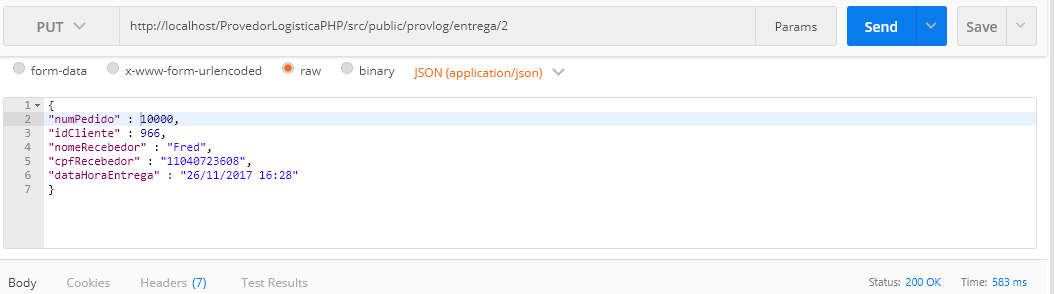 PUT http://localhost/ProvedorLogisticaPHP/src/public/provlog/entrega/2 Params Send Save
form-data x-www-form-urlencoded raw binary JSON (application/json)
1 {
2 "numPedido" : 10000,
3 "idCliente" : 966,
4 "nomeRecebedor" : "Fred",
5 "cpfRecebedor" : "11040723608",
6 "dataHoraEntrega" : "26/11/2017 16:28"
7 }
Body Cookies Headers (7) Test Results Status: 200 OK Time: 583 ms